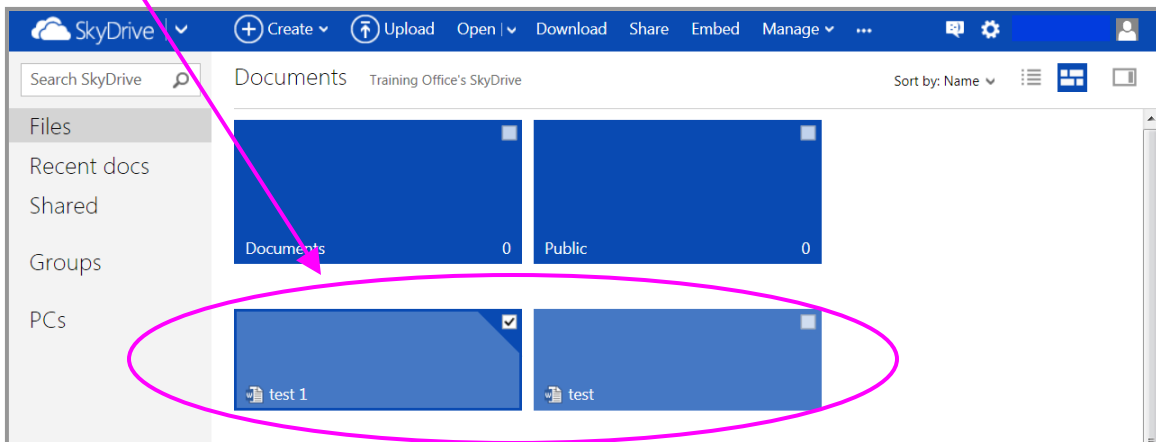 SkyDrive Create Upload Open Download Share Embed Manage ...
Search SkyDrive Documents Training Office's SkyDrive Sort by: Name
Files
Recent docs
Shared
Groups
PCs
Documents 0 Public 0
test 1 test